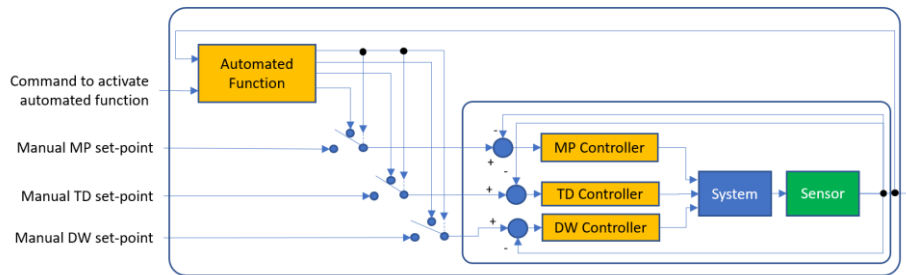 Automated
Function
Command to activate
automated function
Manual MP set-point
Manual TD set-point
Manual DW set-point
-
+
MP Controller
-
+
TD Controller
+
DW Controller
-
System
Sensor